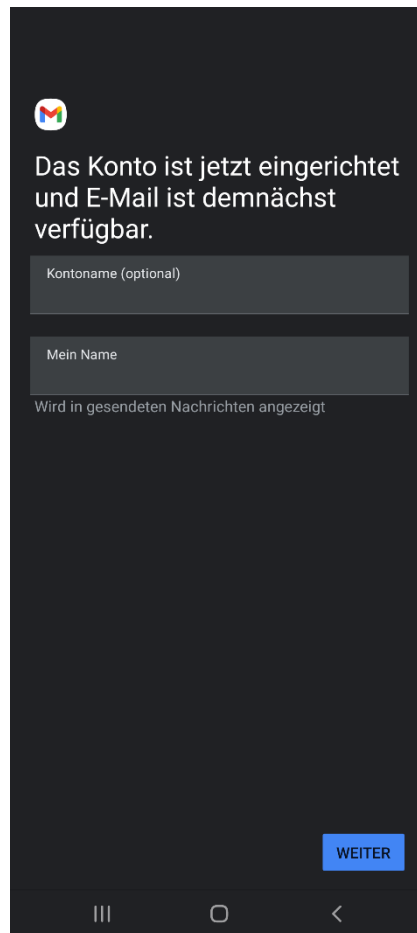 Das Konto ist jetzt eingerichtet
und E-Mail ist demnächst
verfügbar.
Kontoname (optional)
Mein Name
Wird in gesendeten Nachrichten angezeigt
WEITER